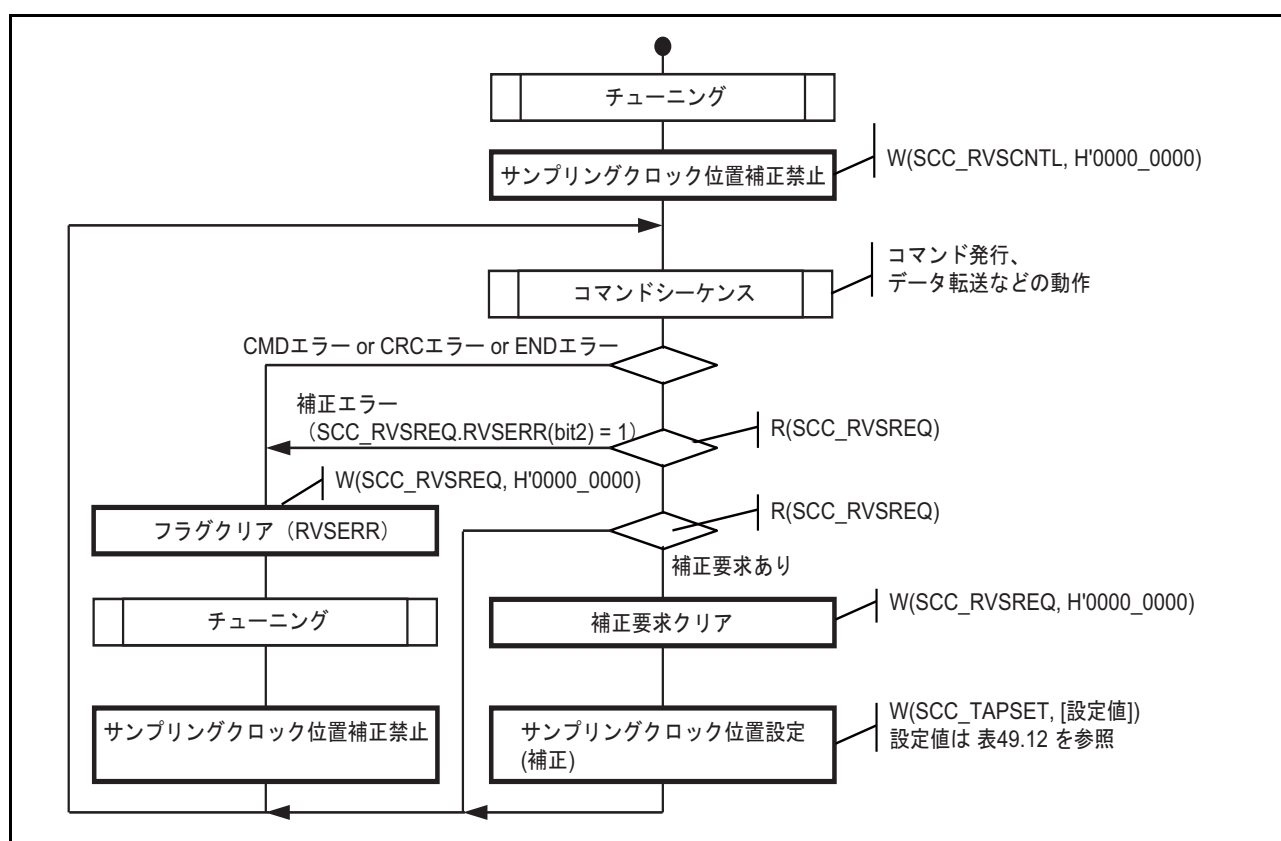 チューニング
サンプリングクロック位置補正禁止
W(SCC_RVSCNTL, H'0000_0000)
コマンドシーケンス
コマンド発行、
データ転送などの動作
CMDエラー or CRCエラー or ENDエラー
補正エラー
（SCC_RVSREQ.RVSERR(bit2) = 1）
R(SCC_RVSREQ)
W(SCC_RVSREQ, H'0000_0000)
フラグクリア（RVSERR）
R(SCC_RVSREQ)
補正要求あり
チューニング
補正要求クリア
W(SCC_RVSREQ, H'0000_0000)
サンプリングクロック位置補正禁止
サンプリングクロック位置設定
(補正)
W(SCC_TAPSET, [設定値])
設定値は 表49.12 を参照